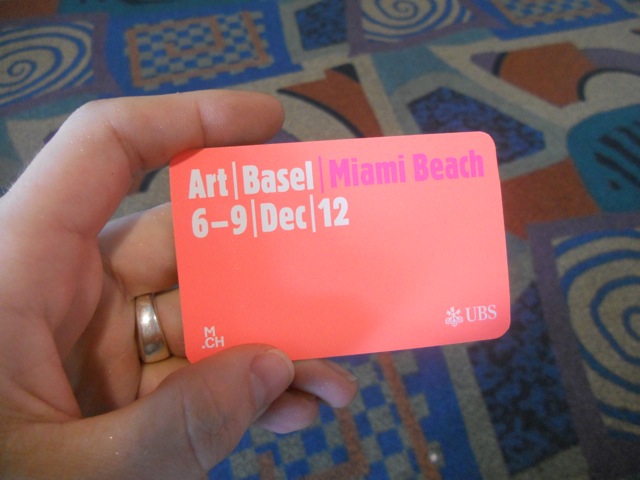 Art|Basel|Miami Beach
6–9|Dec|12
M
.CH
UBS